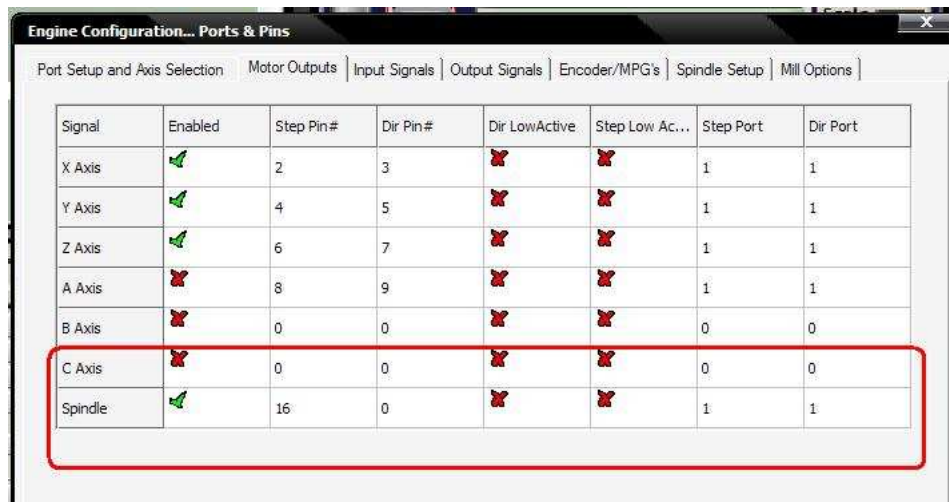 Engine Configuration... Ports & Pins
Port Setup and Axis Selection Motor Outputs Input Signals Output Signals Encoder/MPG's Spindle Setup Mill Options
Signal Enabled Step Pin# Dir Pin# Dir LowActive Step Low Ac... Step Port Dir Port
X Axis 2 3 1 1
Y Axis 4 5 1 1
Z Axis 6 7 1 1
A Axis 8 9 1 1
B Axis 0 0 0 0
C Axis 0 0 0 0
Spindle 16 0 1 1